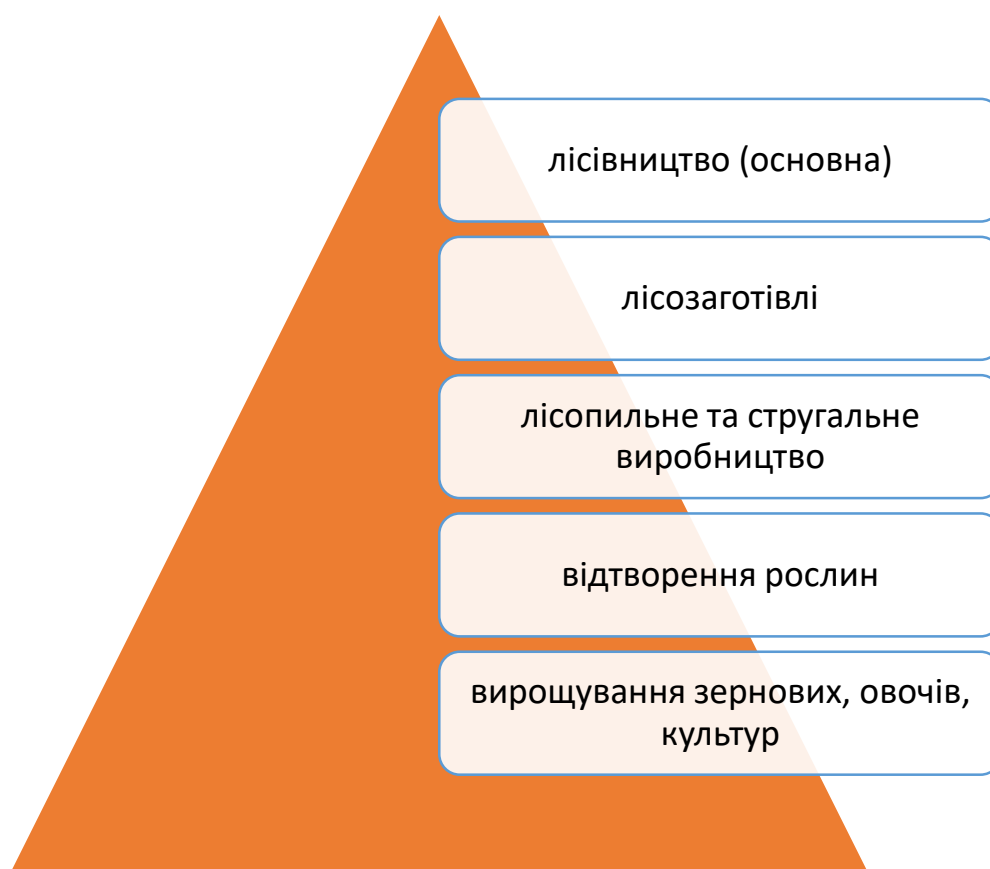 лісівництво (основна)
лісозаготівлі
лісопильне та стругальне
виробництво
відтворення рослин
вирощування зернових, овочів,
культур